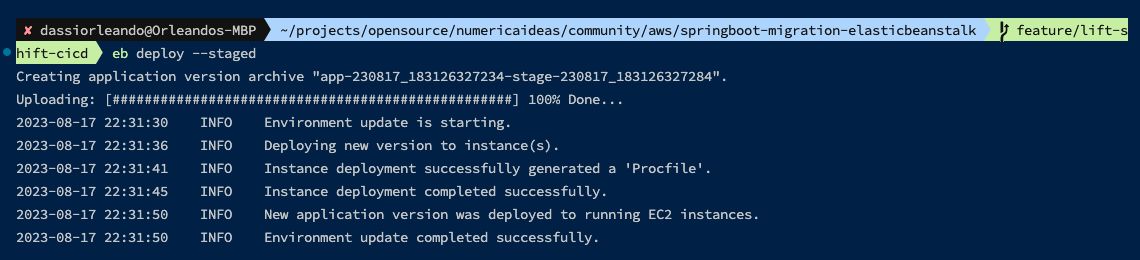 ✘ dassiorleando@Orleandos-MBP ~/projects/opensource/numericaideas/community/aws/springboot-migration-elasticbeanstalk feature/lift-s
hift-cicd eb deploy --staged
Creating application version archive "app-230817_183126327234-stage-230817_183126327284".
Uploading: [##################################################] 100% Done...
2023-08-17 22:31:30    INFO    Environment update is starting.
2023-08-17 22:31:36    INFO    Deploying new version to instance(s).
2023-08-17 22:31:41    INFO    Instance deployment successfully generated a 'Procfile'.
2023-08-17 22:31:45    INFO    Instance deployment completed successfully.
2023-08-17 22:31:50    INFO    New application version was deployed to running EC2 instances.
2023-08-17 22:31:50    INFO    Environment update completed successfully.